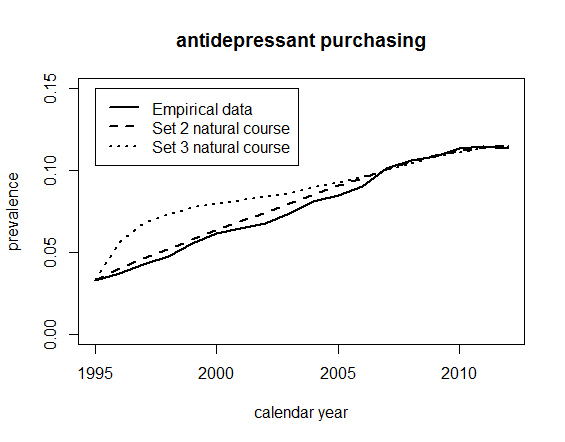 antidepressant purchasing
prevalence
0.15
0.10
0.05
0.00
Empirical data
Set 2 natural course
Set 3 natural course
1995
2000
2005
2010
calendar year